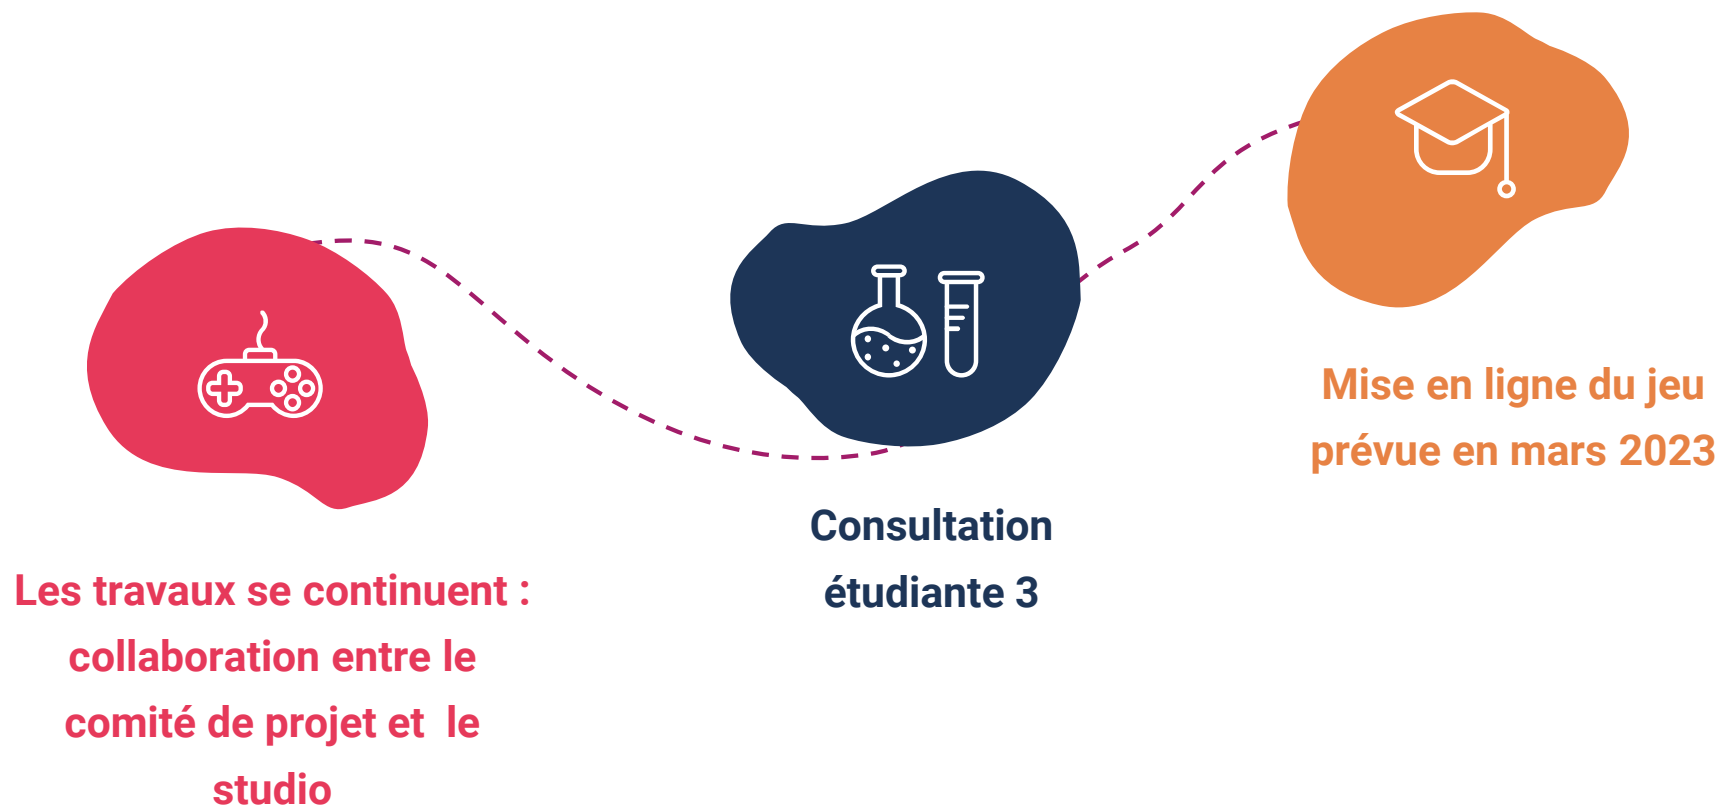 Les travaux se continuent :
collaboration entre le
comité de projet et  le
studio
Consultation
étudiante 3
Mise en ligne du jeu
prévue en mars 2023